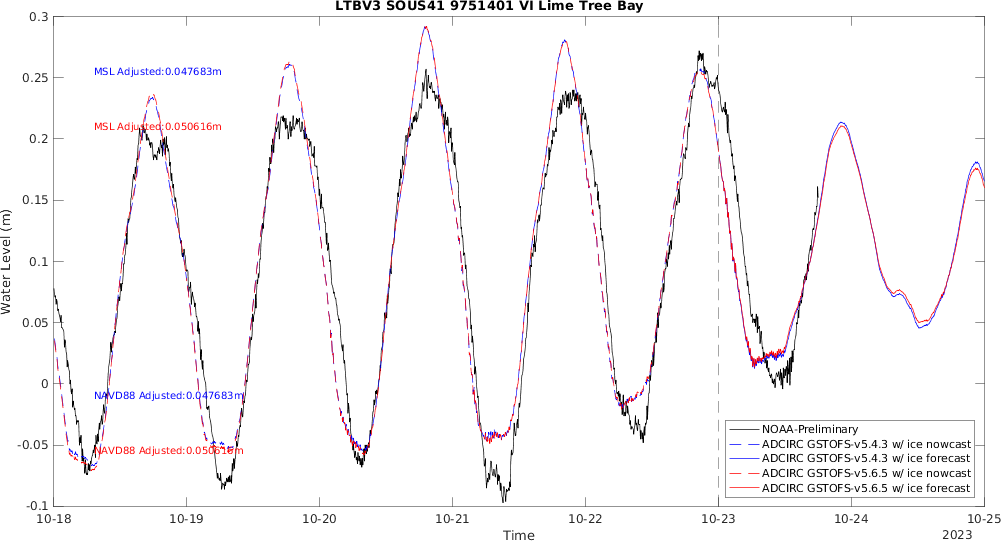 LTBV3 SOUS41 9751401 VI Lime Tree Bay
0.3
0.25
0.2
0.15
0.1
0.05
0
-0.05
-0.1
Water Level (m)
MSL Adjusted:0.047683m
MSL Adjusted:0.050616m
NAVD88 Adjusted:0.047683m
NAVD88 Adjusted:0.050616m
NOAA-Preliminary
ADCIRC GSTOFS-v5.4.3 w/ ice nowcast
ADCIRC GSTOFS-v5.4.3 w/ ice forecast
ADCIRC GSTOFS-v5.6.5 w/ ice nowcast
ADCIRC GSTOFS-v5.6.5 w/ ice forecast
10-18 10-19 10-20 10-21 10-22 10-23 10-24 10-25
Time
2023